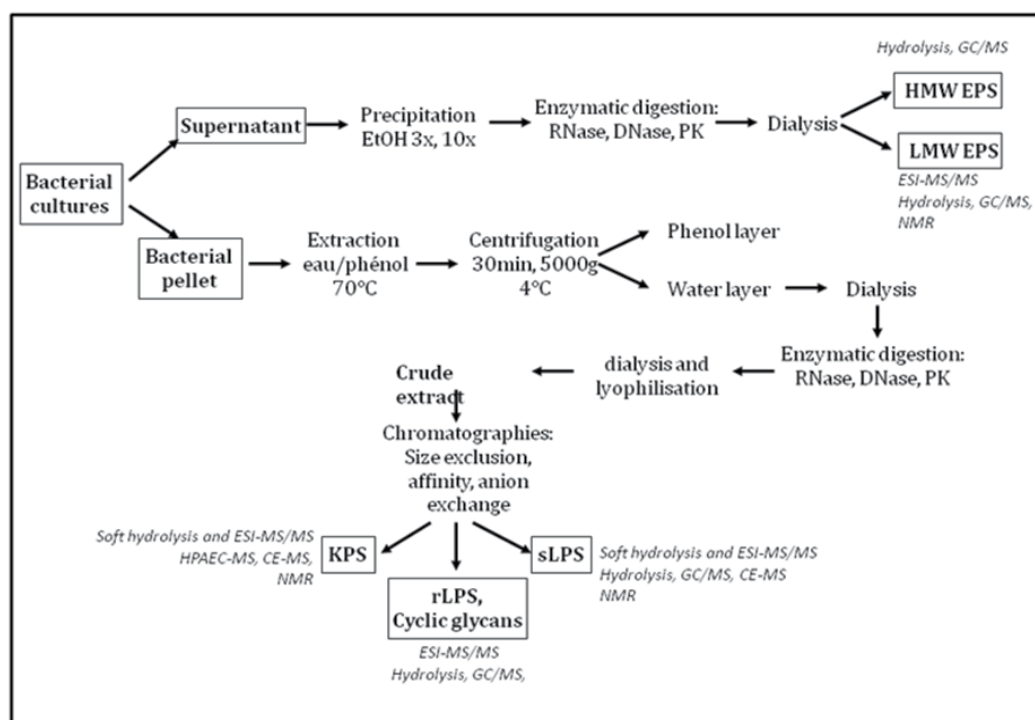 Hydrolysis, GC/MS
HMW EPS
Supernatant
Precipitation
EtOH 3x, 10x
Enzymatic digestion:
RNase, DNase, PK
Dialysis
LMW EPS
ESI-MS/MS
Hydrolysis, GC/MS,
NMR
Bacterial
cultures
Bacterial
pellet
Extraction
eau/phénol
70°C
Centrifugation
30min, 5000g
4°C
Phenol layer
Water layer
Dialysis
Enzymatic digestion:
RNase, DNase, PK
dialysis and
lyophilisation
Crude
extract
Chromatographies:
Size exclusion,
affinity, anion
exchange
Soft hydrolysis and ESI-MS/MS
HPAEC-MS, CE-MS,
NMR
KPS
rLPS,
Cyclic glycans
ESI-MS/MS
Hydrolysis, GC/MS,
sLPS
Soft hydrolysis and ESI-MS/MS
Hydrolysis, GC/MS, CE-MS
NMR